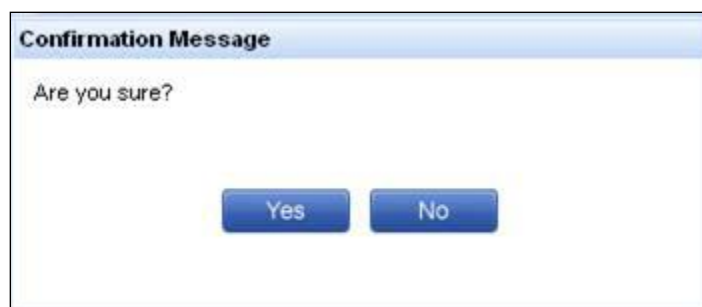 Confirmation Message
Are you sure?
Yes No